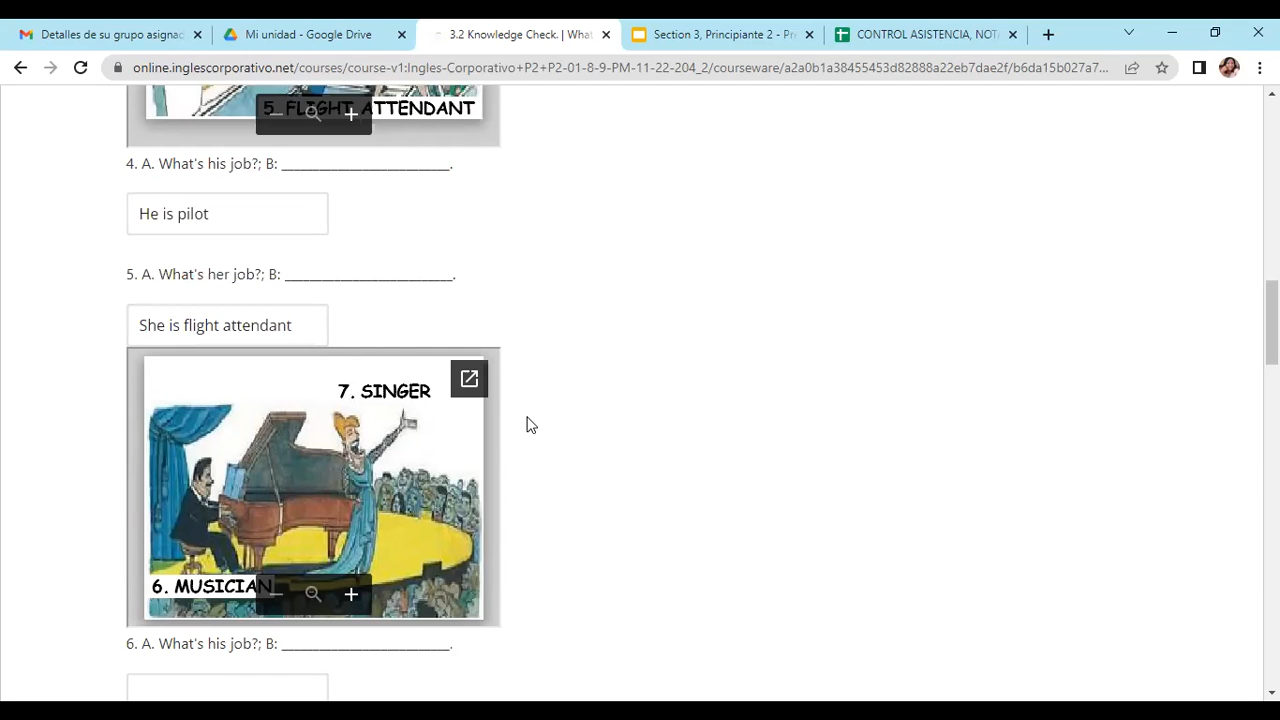 Detalles de su grupo asignac
Mi unidad - Google Drive
3.2 Knowledge Check. | What
Section 3, Principiante 2 - Pr
CONTROL ASISTENCIA, NOT
online.inglescorporativo.net/courses/course-v1:Ingles-Corporativo+P2+P2-01-8-9-PM-11-22-204_2/courseware/a2a0b1a38455453d82888a22eb7dae2f/b6da15b027a7...
5 FLIGHT ATTENDANT
4. A. What's his job?; B: _________________________.
He is pilot
5. A. What's her job?; B: _________________________.
She is flight attendant
7. SINGER
6. MUSICIAN
6. A. What's his job?; B: _________________________.